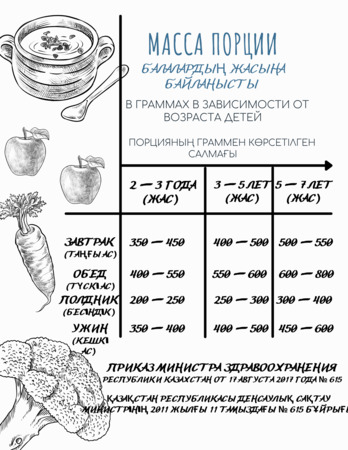 МАССА ПОРЦИИ
БАЛАЛАРДЫҢ ЖАСЫНА
БАЙЛАНЫСТЫ
В ГРАММАХ В ЗАВИСИМОСТИ ОТ
ВОЗРАСТА ДЕТЕЙ
ПОРЦИЯНЫҢ ГРАММЕН КӨРСЕТІЛГЕН
САЛМАҒЫ
2 — 3 ГОДА 3 — 5 ЛЕТ 5 — 7 ЛЕТ
(ЖАС) (ЖАС) (ЖАС)
ЗАВТРАК 350 — 450 400 — 500 500 — 550
(ТАҢҒЫ АС)
ОБЕД 400 — 550 550 — 600 600 — 800
(ТҮСКІ АС)
ПОЛДНИК 200 — 250 250 — 300 300 — 400
(БЕСІНДІК)
УЖИН 350 — 400 400 — 500 450 — 600
(КЕШКІ
АС)
ПРИКАЗ МИНИСТРА ЗДРАВООХРАНЕНИЯ
РЕСПУБЛИКИ КАЗАХСТАН ОТ 17 АВГУСТА 2017 ГОДА № 615
ҚАЗАҚСТАН РЕСПУБЛИКАСЫ ДЕНСАУЛЫҚ САҚТАУ
МИНИСТРІНІҢ 2011 ЖЫЛҒЫ 11 ТАМЫЗДАҒЫ № 615 БҰЙРЫҒЫ